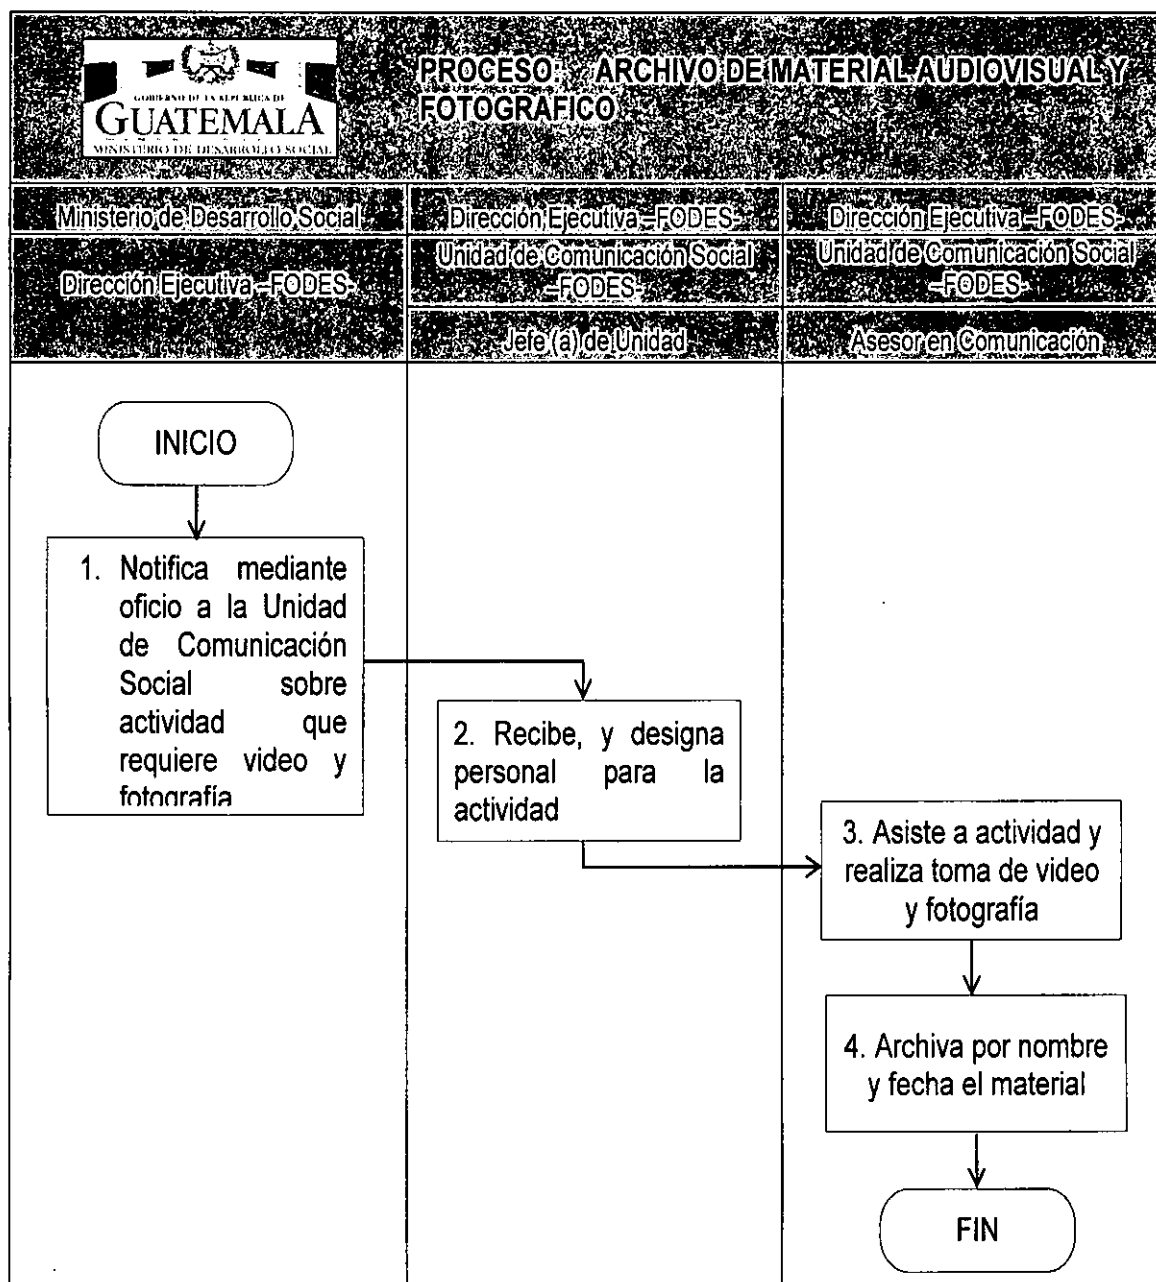 GOBIERNO DE LA REPUBLICA DE
GUATEMALA
MINISTERIO DE DESARROLLO SOCIAL
PROCESO: ARCHIVO DE MATERIAL AUDIOVISUAL Y
FOTOGRAFICO
Ministerio de Desarrollo Social
Dirección Ejecutiva –FODES-
Dirección Ejecutiva –FODES-
Dirección Ejecutiva –FODES-
Unidad de Comunicación Social
–FODES-
Unidad de Comunicación Social
–FODES-
Jefe (a) de Unidad
Asesor en Comunicación
INICIO
1. Notifica mediante
oficio a la Unidad
de Comunicación
Social sobre
actividad que
requiere video y
fotografía
2. Recibe, y designa
personal para la
actividad
3. Asiste a actividad y
realiza toma de video
y fotografía
4. Archiva por nombre
y fecha el material
FIN